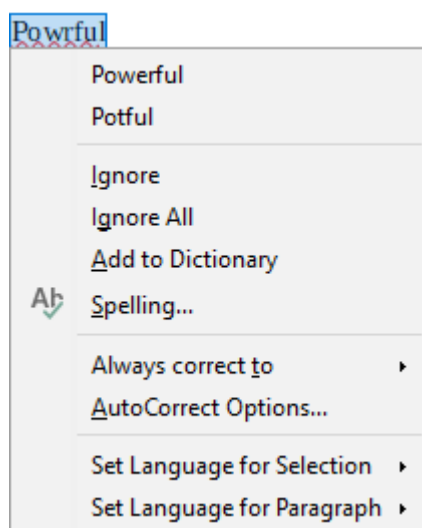 Powrful
Powerful
Potful
Ignore
Ignore All
Add to Dictionary
Ab
Spelling...
Always correct to
AutoCorrect Options...
Set Language for Selection
Set Language for Paragraph